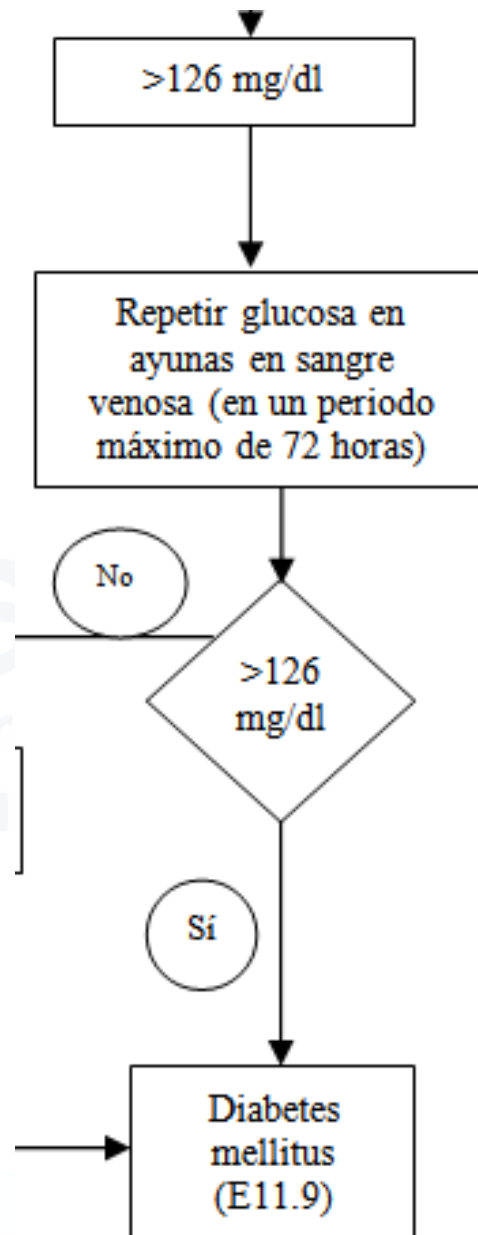 >126 mg/dl
Repetir glucosa en
ayunas en sangre
venosa (en un periodo
máximo de 72 horas)
No
>126
mg/dl
Sí
Diabetes
mellitus
(E11.9)